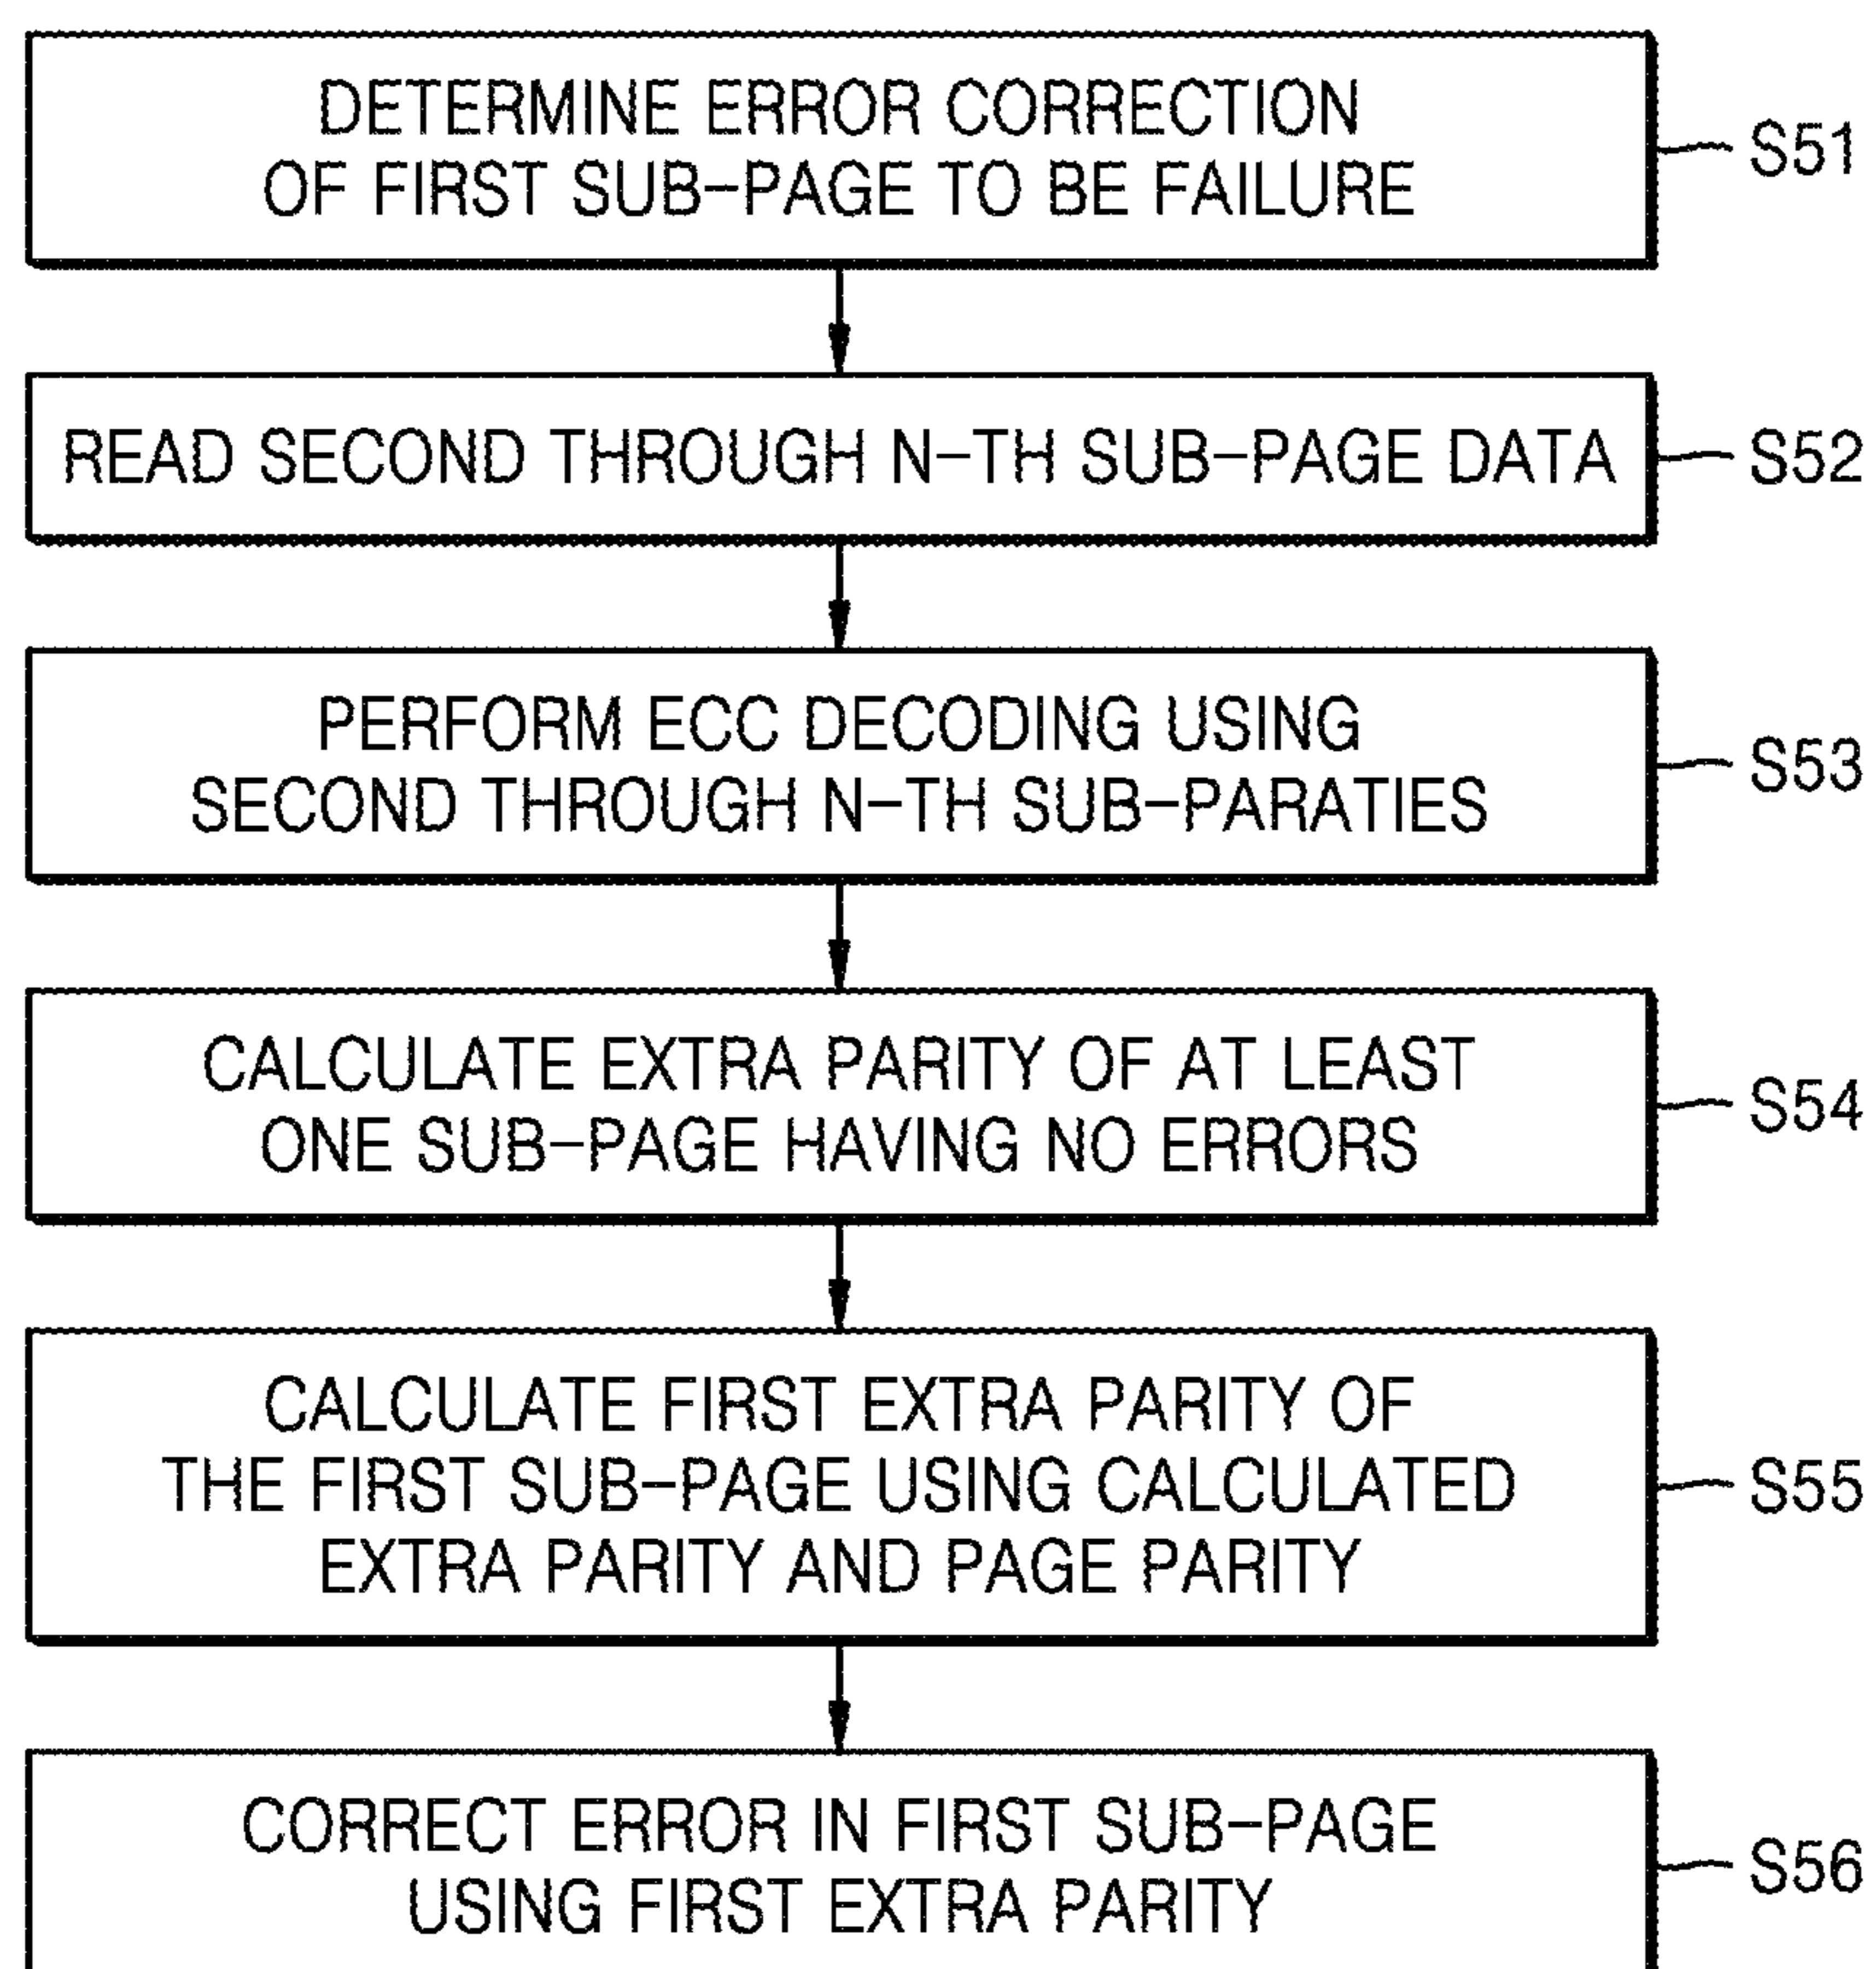 DETERMINE ERROR CORRECTION
OF FIRST SUB-PAGE TO BE FAILURE
S51
READ SECOND THROUGH N-TH SUB-PAGE DATA
S52
PERFORM ECC DECODING USING
SECOND THROUGH N-TH SUB-PARATIES
S53
CALCULATE EXTRA PARITY OF AT LEAST
ONE SUB-PAGE HAVING NO ERRORS
S54
CALCULATE FIRST EXTRA PARITY OF
THE FIRST SUB-PAGE USING CALCULATED
EXTRA PARITY AND PAGE PARITY
S55
CORRECT ERROR IN FIRST SUB-PAGE
USING FIRST EXTRA PARITY
S56